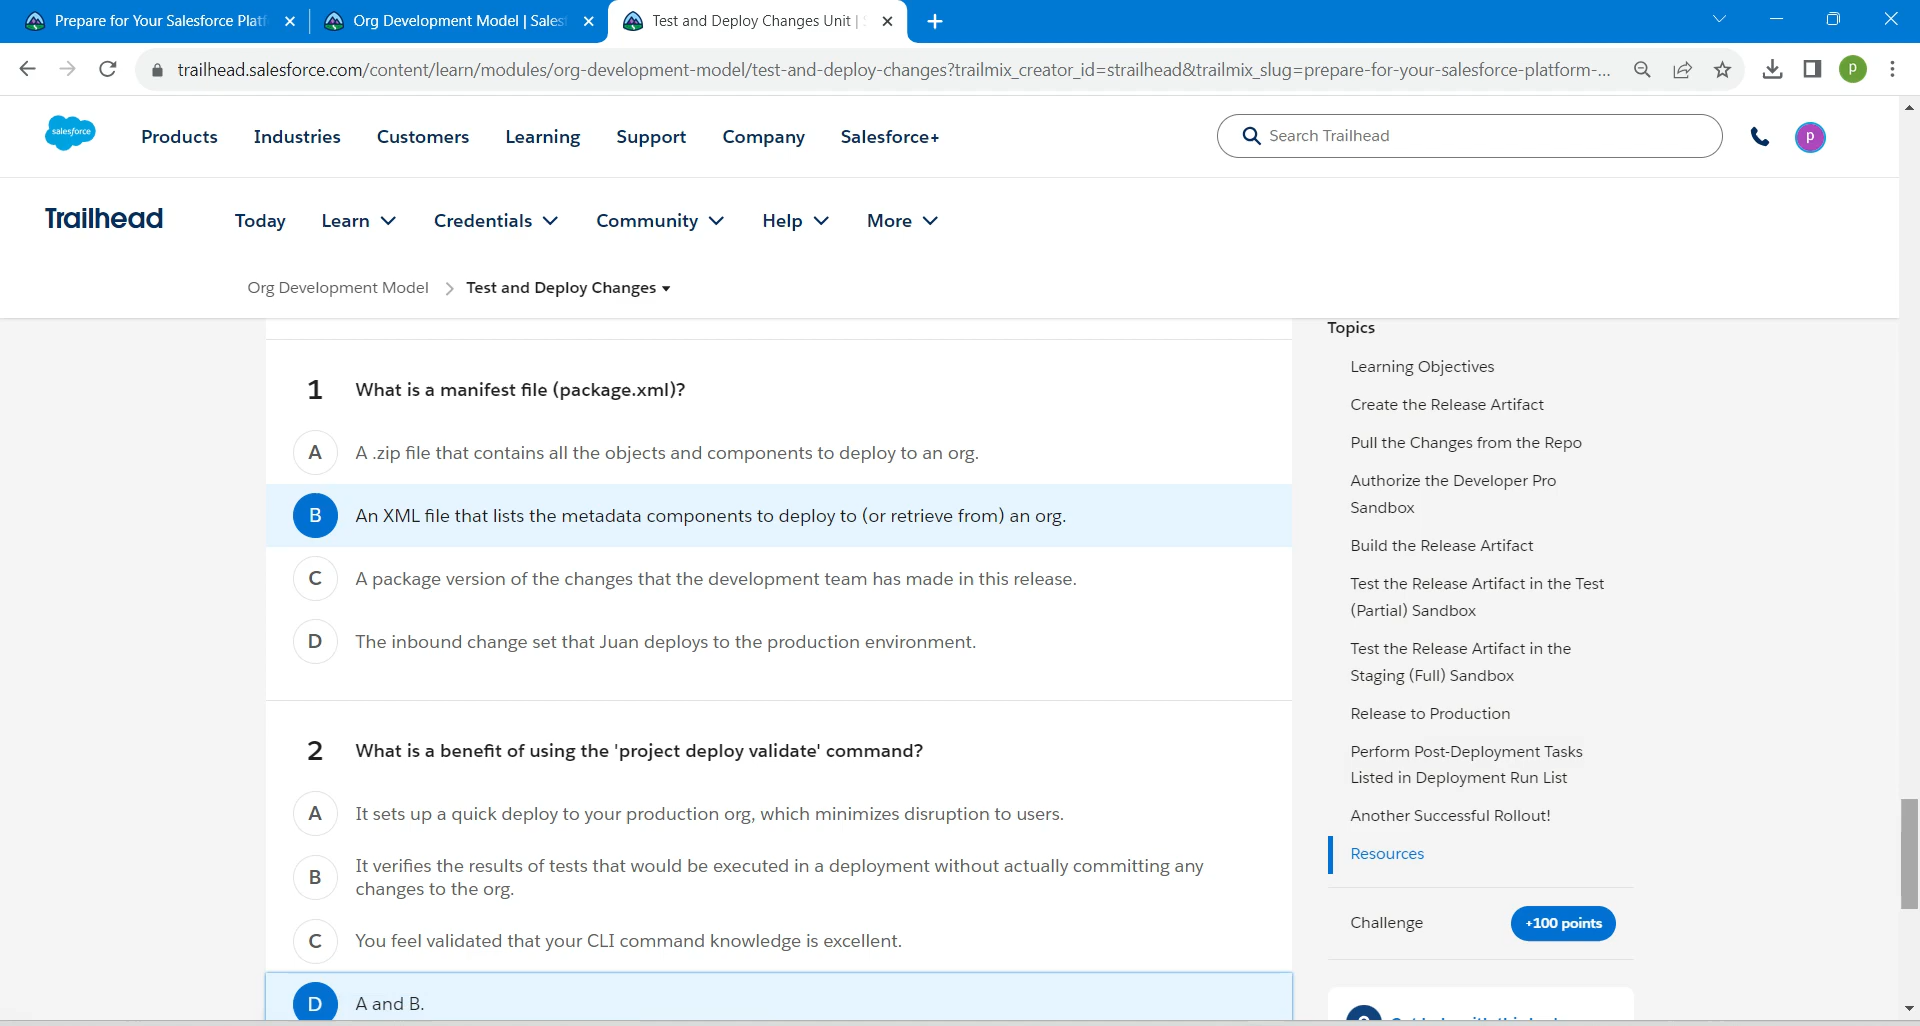 Prepare for Your Salesforce Platf
Org Development Model | Sales
Test and Deploy Changes Unit |
trailhead.salesforce.com/content/learn/modules/org-development-model/test-and-deploy-changes?trailmix_creator_id=strailhead&trailmix_slug=prepare-for-your-salesforce-platform-...
P
salesforce
Products
Industries
Customers
Learning
Support
Company
Salesforce+
Search Trailhead
P
Trailhead
Today
Learn
Credentials
Community
Help
More
Org Development Model
Test and Deploy Changes
1 What is a manifest file (package.xml)?
A A .zip file that contains all the objects and components to deploy to an org.
B An XML file that lists the metadata components to deploy to (or retrieve from) an org.
C A package version of the changes that the development team has made in this release.
D The inbound change set that Juan deploys to the production environment.
2 What is a benefit of using the 'project deploy validate' command?
A It sets up a quick deploy to your production org, which minimizes disruption to users.
B It verifies the results of tests that would be executed in a deployment without actually committing any
changes to the org.
C You feel validated that your CLI command knowledge is excellent.
D A and B.
Topics
Learning Objectives
Create the Release Artifact
Pull the Changes from the Repo
Authorize the Developer Pro
Sandbox
Build the Release Artifact
Test the Release Artifact in the Test
(Partial) Sandbox
Test the Release Artifact in the
Staging (Full) Sandbox
Release to Production
Perform Post-Deployment Tasks
Listed in Deployment Run List
Another Successful Rollout!
Resources
Challenge
+100 points